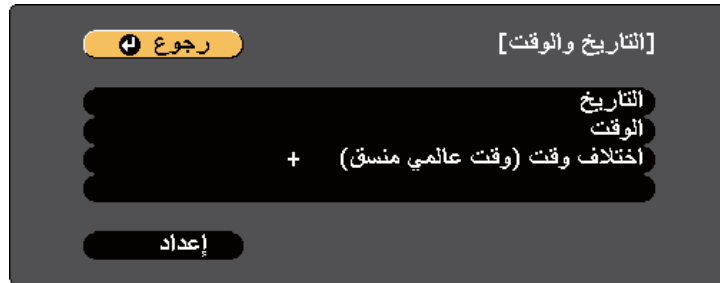 [التاريخ والوقت]
رجوع
التاريخ
الوقت
اختلاف وقت (وقت عالمي منسق) +
إعداد